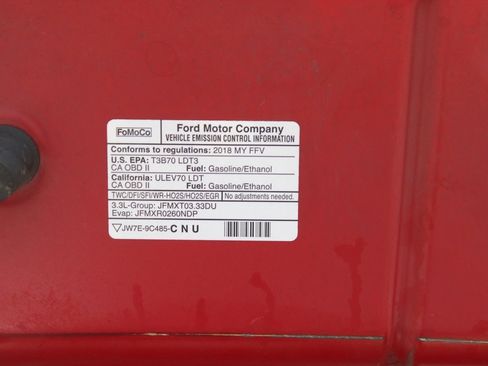 FoMoCo
Ford Motor Company
VEHICLE EMISSION CONTROL INFORMATION
Conforms to regulations: 2018 MY FFV
U.S. EPA: T3B70 LDT3
CA OBD II Fuel: Gasoline/Ethanol
California: ULEV70 LDT
CA OBD II Fuel: Gasoline/Ethanol
TWC/DFI/SFI/WR-HO2S/HO2S/EGR No adjustments needed.
3.3L-Group: JFMXT03.33DU
Evap: JFMXR0260NDP
JW7E-9C485-CNU